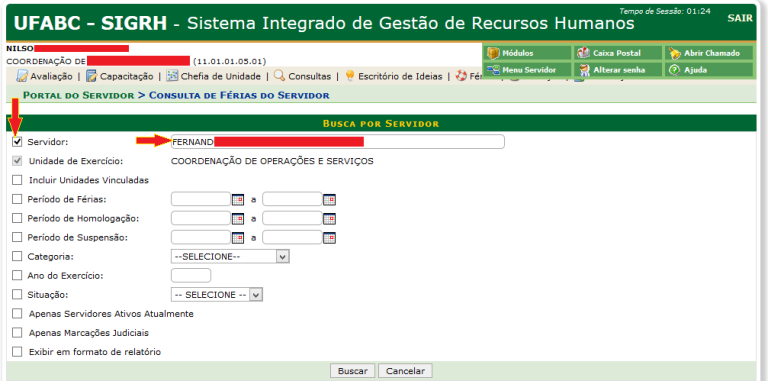 UFABC - SIGRH - Sistema Integrado de Gestão de Recursos Humanos
Tempo de Sessão: 01:24
SAIR
NILSO
COORDENAÇÃO DE (11.01.01.05.01)
Módulos Caixa Postal Abrir Chamado
Menu Servidor Alterar senha Ajuda
Avaliação | Capacitação | Chefia de Unidade | Consultas | Escritório de Ideias | Fér
PORTAL DO SERVIDOR > CONSULTA DE FÉRIAS DO SERVIDOR
BUSCA POR SERVIDOR
Servidor: FERNAND
Unidade de Exercício: COORDENAÇÃO DE OPERAÇÕES E SERVIÇOS
Incluir Unidades Vinculadas
Período de Férias: a
Período de Homologação: a
Período de Suspensão: a
Categoria: --SELECIONE--
Ano do Exercício:
Situação: -- SELECIONE --
Apenas Servidores Ativos Atualmente
Apenas Marcações Judiciais
Exibir em formato de relatório
Buscar Cancelar